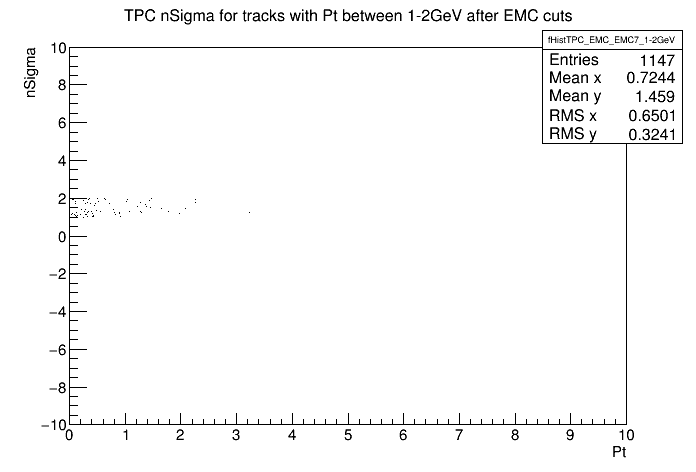 TPC nSigma for tracks with Pt between 1-2GeV after EMC cuts
fHistTPC_EMC_EMC7_1-2GeV
Entries 1147
Mean x 0.7244
Mean y 1.459
RMS x 0.6501
RMS y 0.3241
nSigma
10
8
6
4
2
0
−2
−4
−6
−8
−10
0 1 2 3 4 5 6 7 8 9 10
Pt